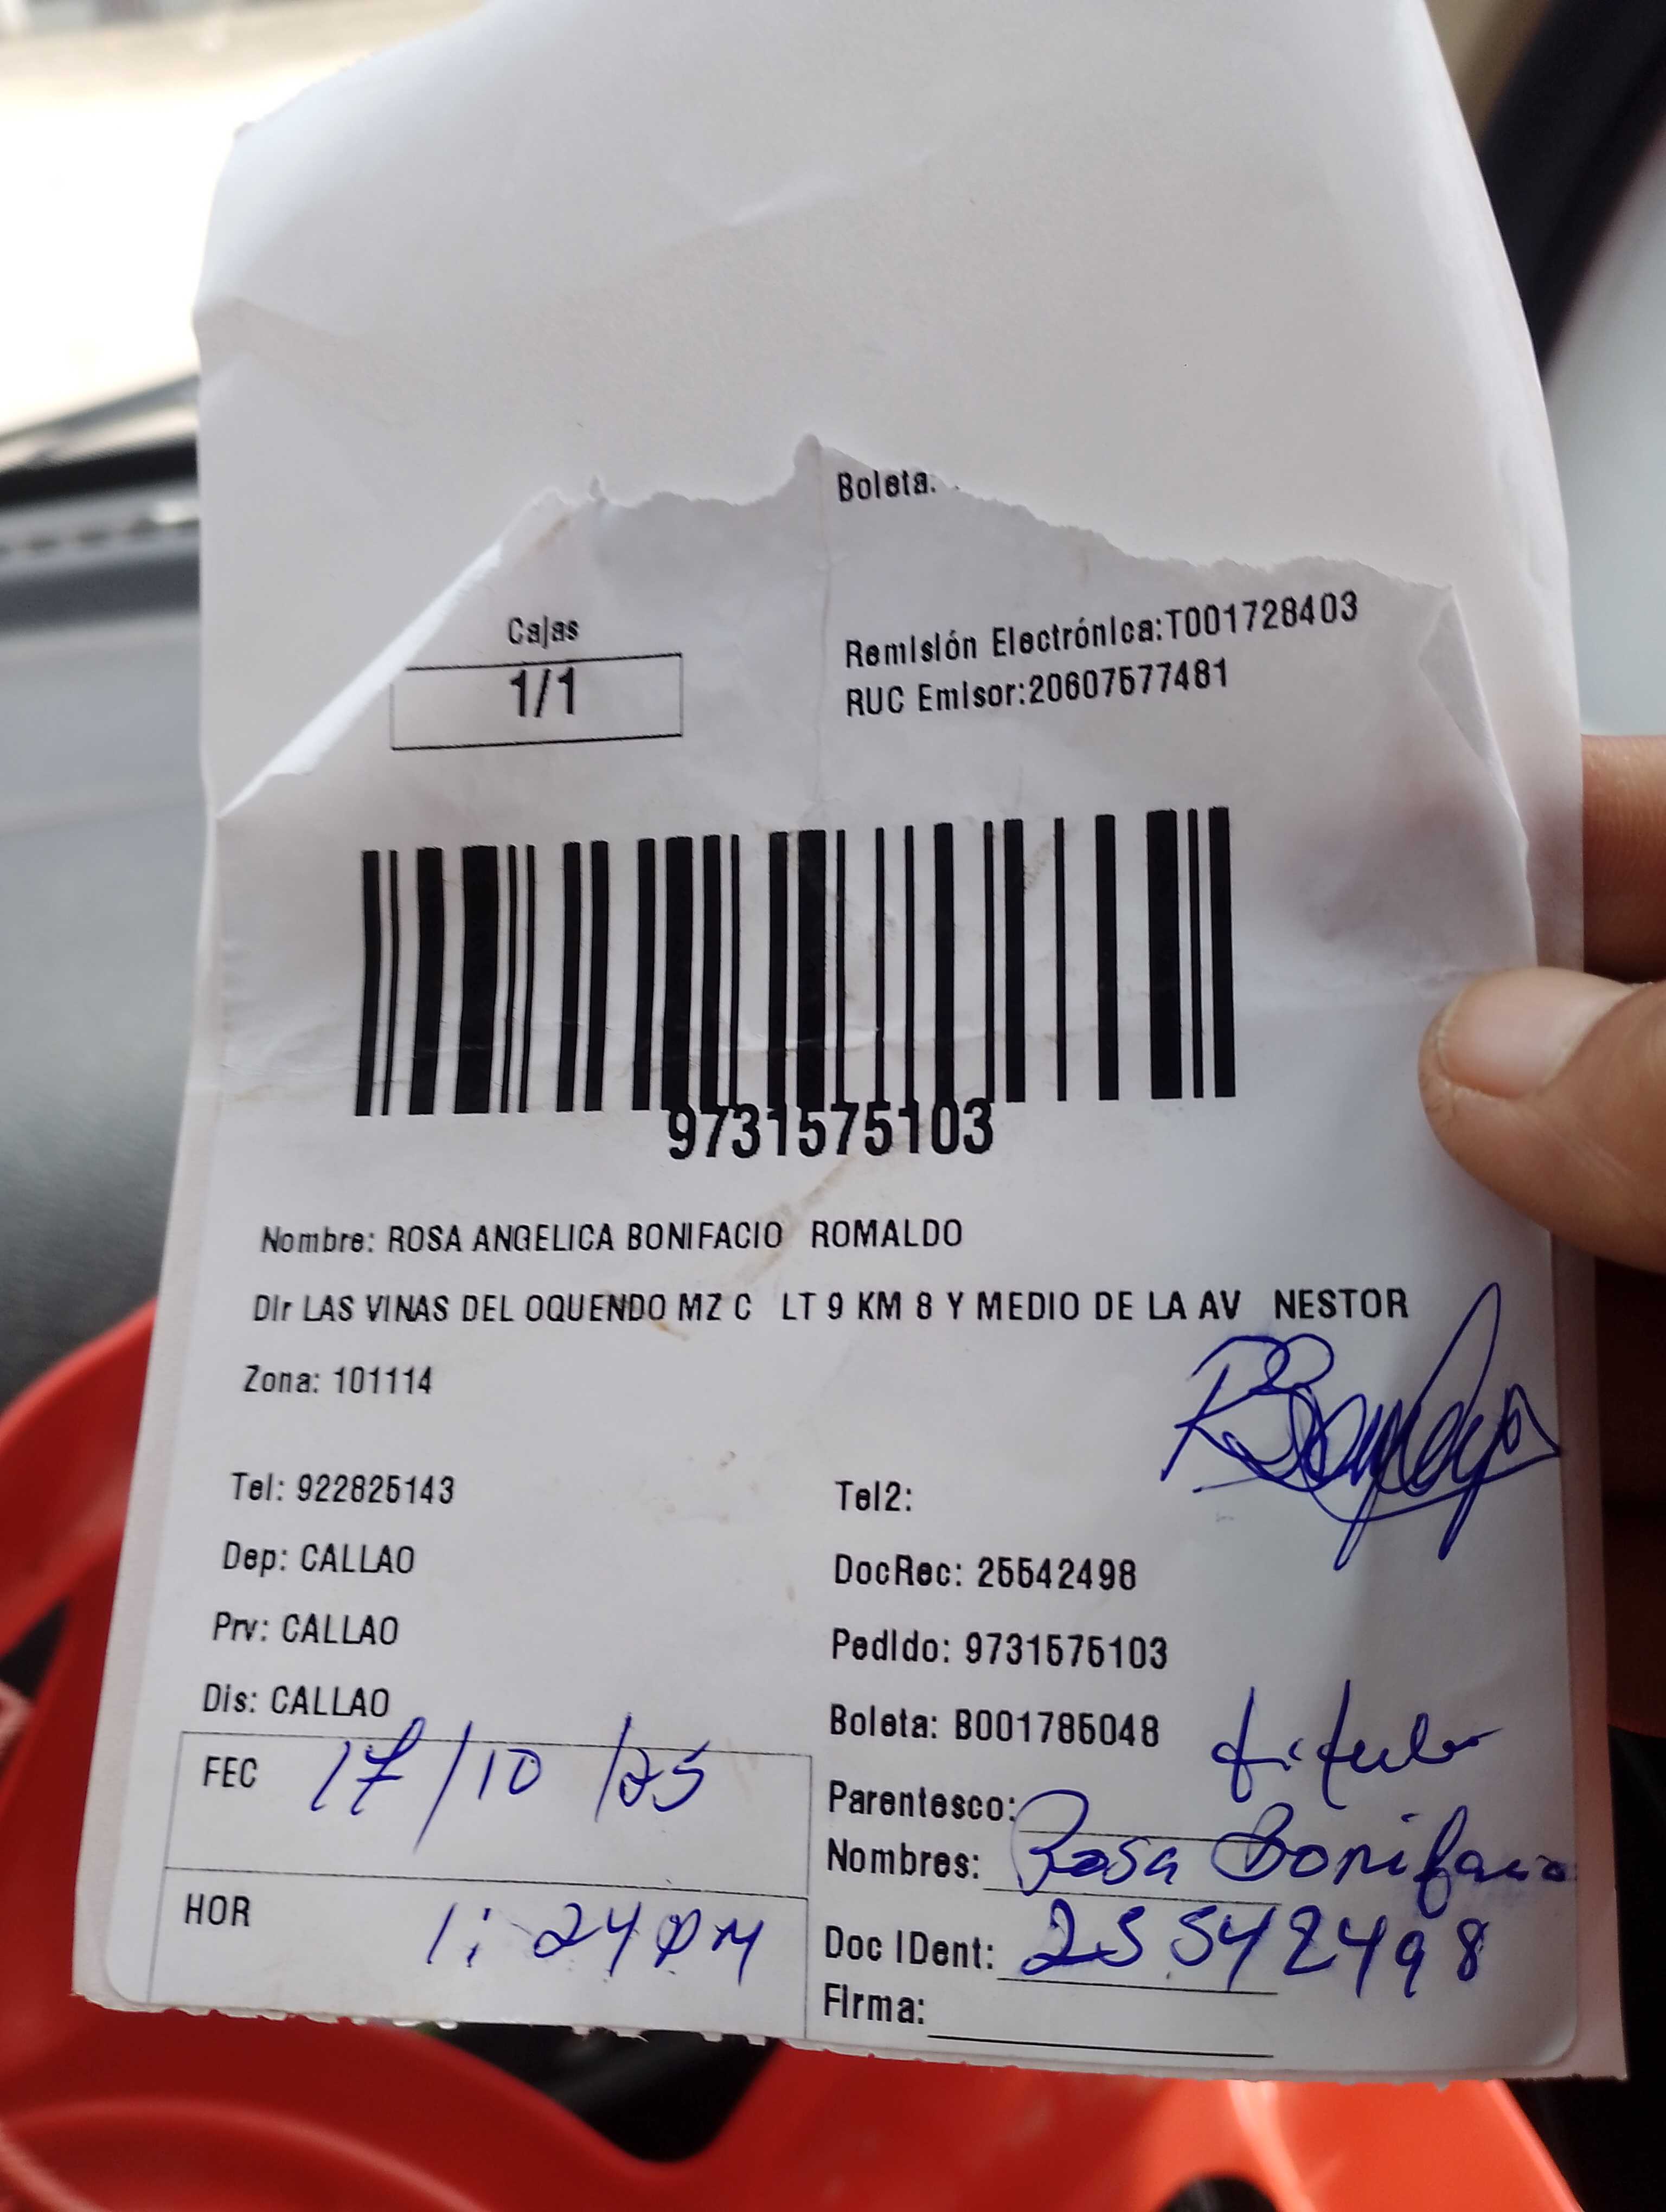 Boleta:
Cajas
1/1
Remisión Electrónica:T001728403
RUC Emisor:20607577481
9731575103
Nombre: ROSA ANGELICA BONIFACIO ROMALDO
Dir LAS VINAS DEL OQUENDO MZ C LT 9 KM 8 Y MEDIO DE LA AV NESTOR
Zona: 101114
Tel: 922825143
Tel2:
Dep: CALLAO
DocRec: 25542498
Prv: CALLAO
Pedido: 9731575103
Dis: CALLAO
Boleta: B001785048
titular
FEC 17/10/25
Parentesco:
Nombres: Rosa Bonifacio
HOR 1:24 PM
Doc IDent: 25542498
Firma: